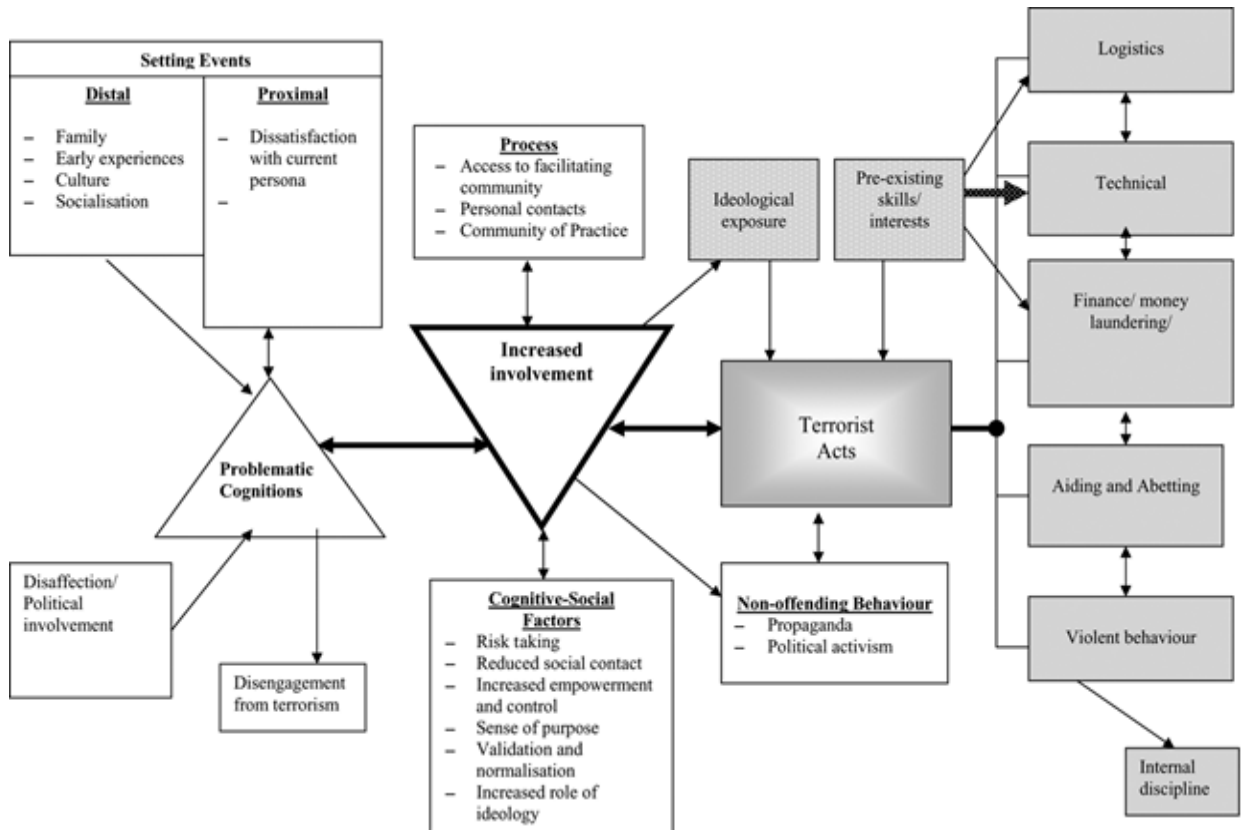 Setting Events
Distal
– Family
– Early experiences
– Culture
– Socialisation
Proximal
– Dissatisfaction
with current
persona
–
Process
– Access to facilitating
community
– Personal contacts
– Community of Practice
Ideological
exposure
Pre-existing
skills/
interests
Logistics
Technical
Finance/ money
laundering/
Increased
involvement
Problematic
Cognitions
Terrorist
Acts
Aiding and Abetting
Disaffection/
Political
involvement
Disengagement
from terrorism
Cognitive-Social
Factors
– Risk taking
– Reduced social contact
– Increased empowerment
and control
– Sense of purpose
– Validation and
normalisation
– Increased role of
ideology
Non-offending Behaviour
– Propaganda
– Political activism
Violent behaviour
Internal
discipline